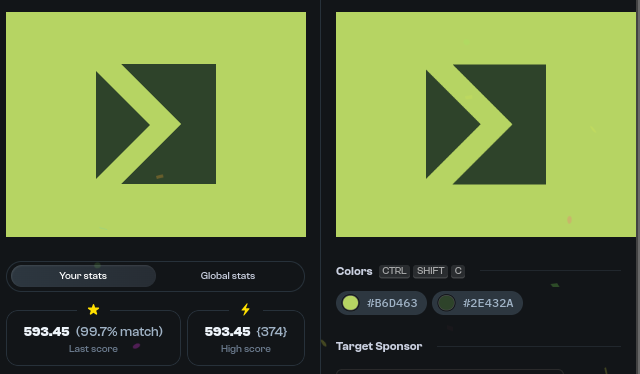 Your stats
Global stats
593.45 (99.7% match)
Last score
593.45 {374}
High score
Colors CTRL SHIFT C
#B6D463
#2E432A
Target Sponsor